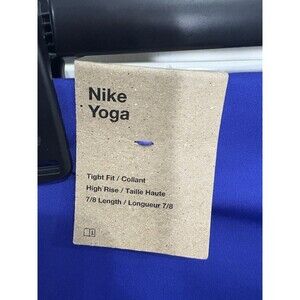 Nike
Yoga
Tight Fit / Collant
High Rise / Taille Haute
7/8 Length / Longueur 7/8